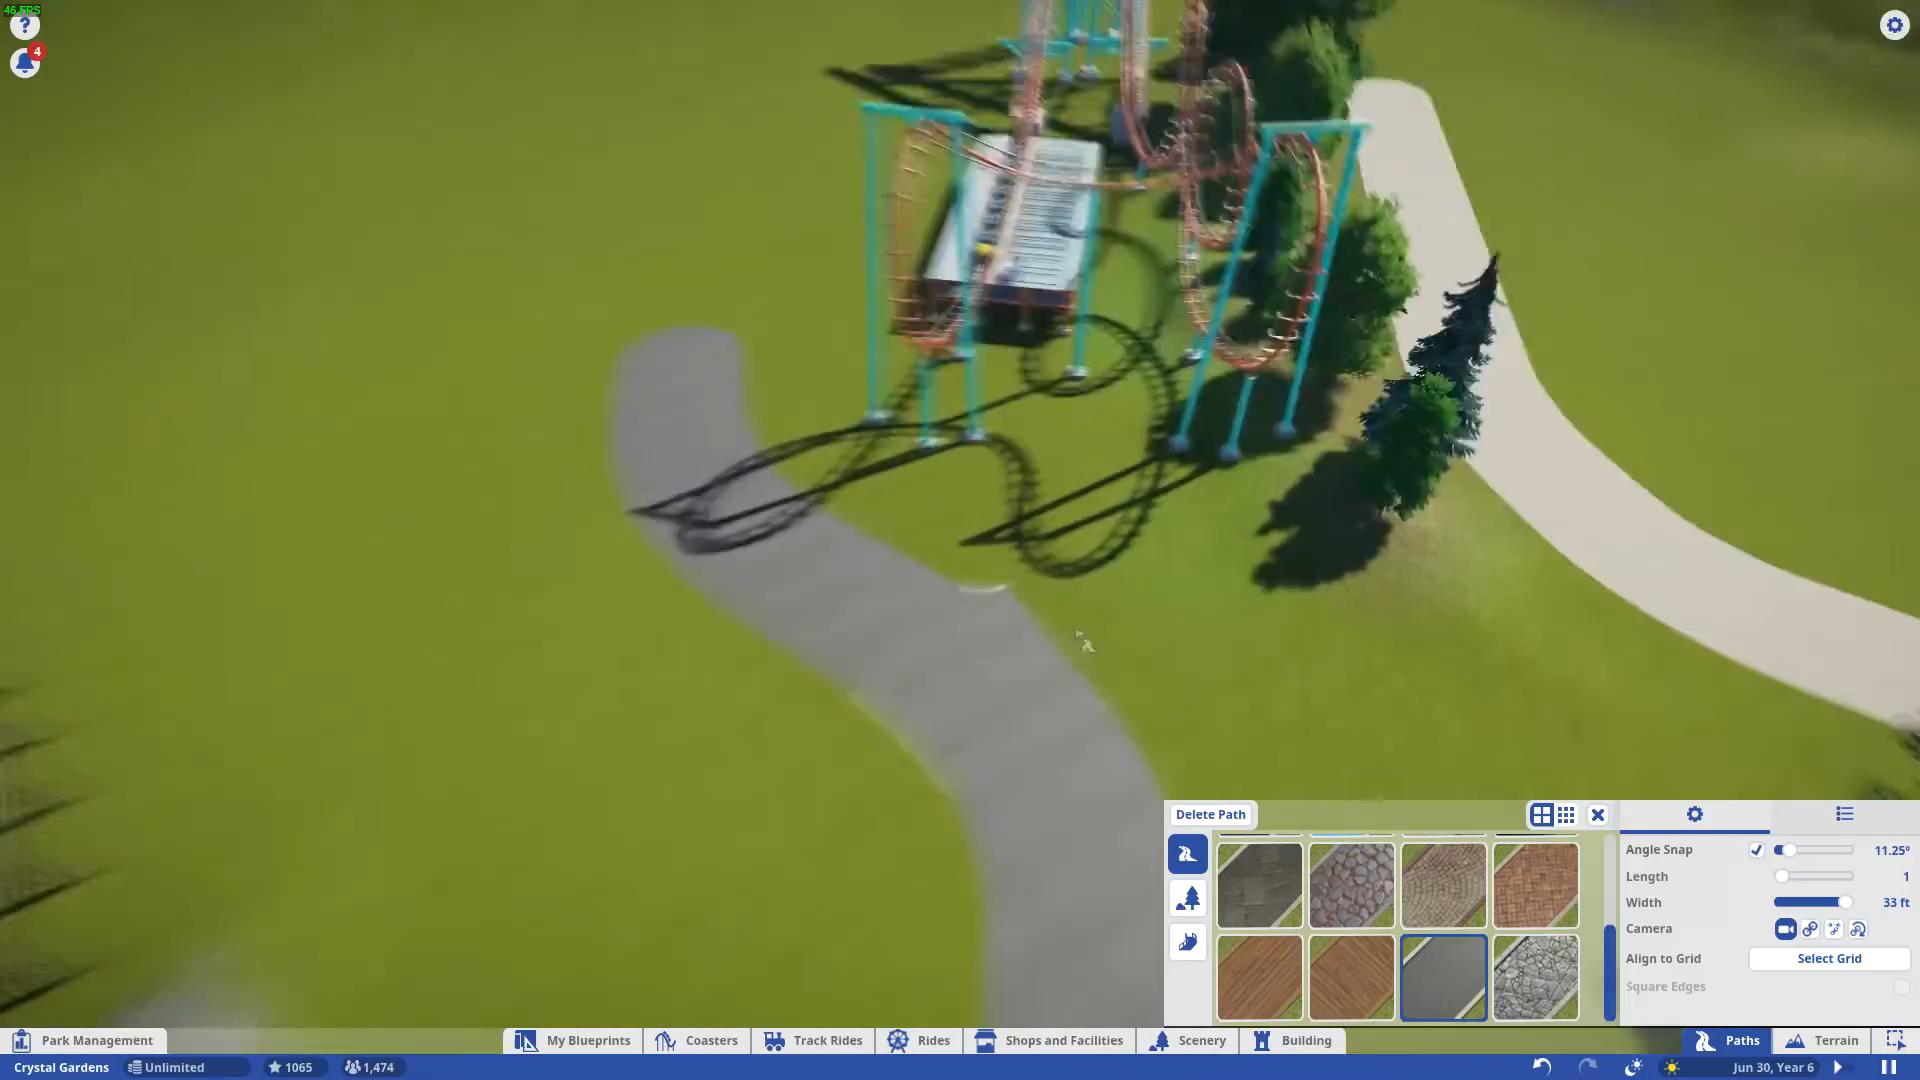 46 FPS
?
4
Delete Path
Angle Snap 11.25°
Length 1
Width 33 ft
Camera
Align to Grid Select Grid
Square Edges
Park Management
My Blueprints
Coasters
Track Rides
Rides
Shops and Facilities
Scenery
Building
Paths
Terrain
Crystal Gardens
Unlimited
1065
1,474
Jun 30, Year 6